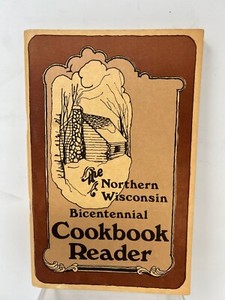 The
Northern
Wisconsin
Bicentennial
Cookbook
Reader